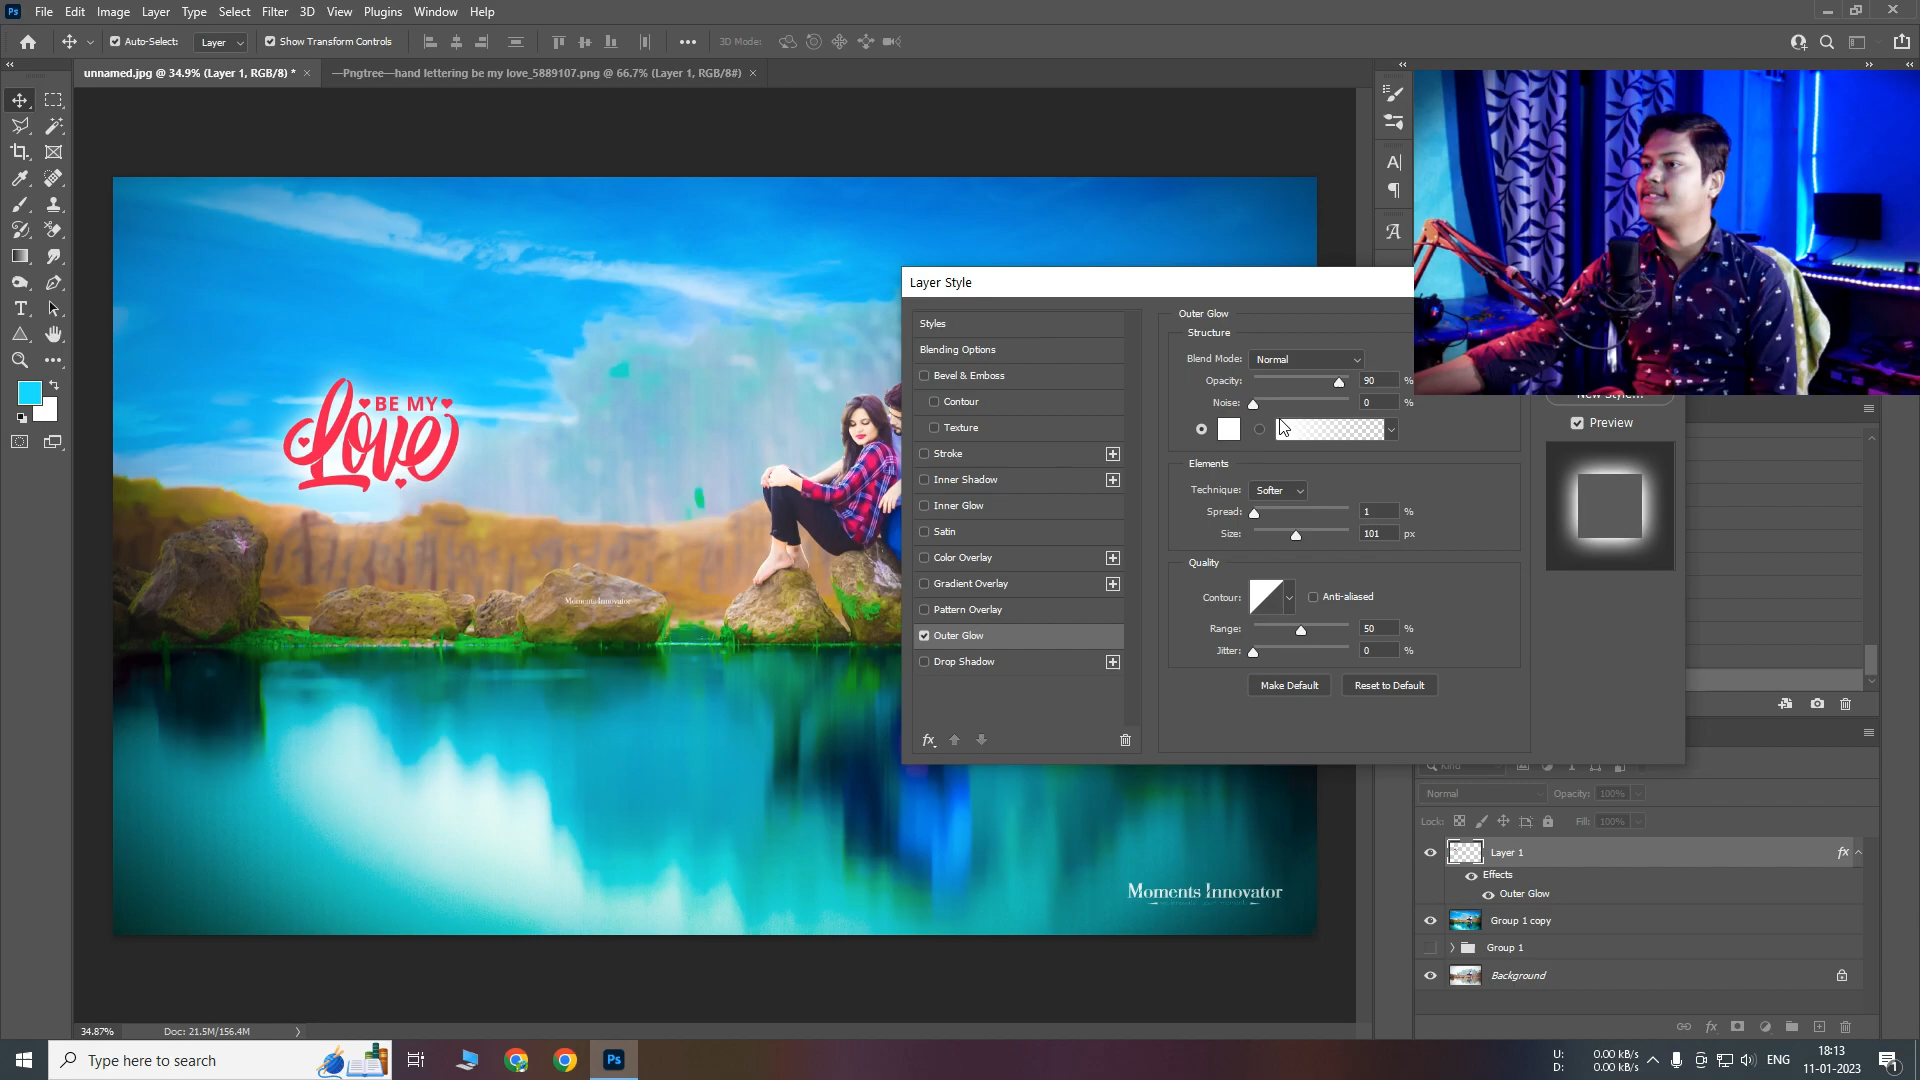 Ps File Edit Image Layer Type Select Filter 3D View Plugins Window Help
Auto-Select: Layer Show Transform Controls 3D Mode:
unnamed.jpg @ 34.9% (Layer 1, RGB/8) * × —Pngtree—hand lettering be my love_5889107.png @ 66.7% (Layer 1, RGB/8#) ×
BE MY
Love
Moments Innovator
Moments Innovator
Layer Style
Styles
Blending Options
Bevel & Emboss
Contour
Texture
Stroke
Inner Shadow
Inner Glow
Satin
Color Overlay
Gradient Overlay
Pattern Overlay
Outer Glow
Drop Shadow
fx
Outer Glow
Structure
Blend Mode: Normal
Opacity: 90 %
Noise: 0 %
Elements
Technique: Softer
Spread: 1 %
Size: 101 px
Quality
Contour: Anti-aliased
Range: 50 %
Jitter: 0 %
Make Default Reset to Default
New Style...
Preview
Kind
Normal Opacity: 100%
Lock: Fill: 100%
Layer 1 fx
Effects
Outer Glow
Group 1 copy
Group 1
Background
fx
34.87% Doc: 21.5M/156.4M
Type here to search
Ps
U: 0.00 kB/s
D: 0.00 kB/s
ENG
18:13
11-01-2023
1